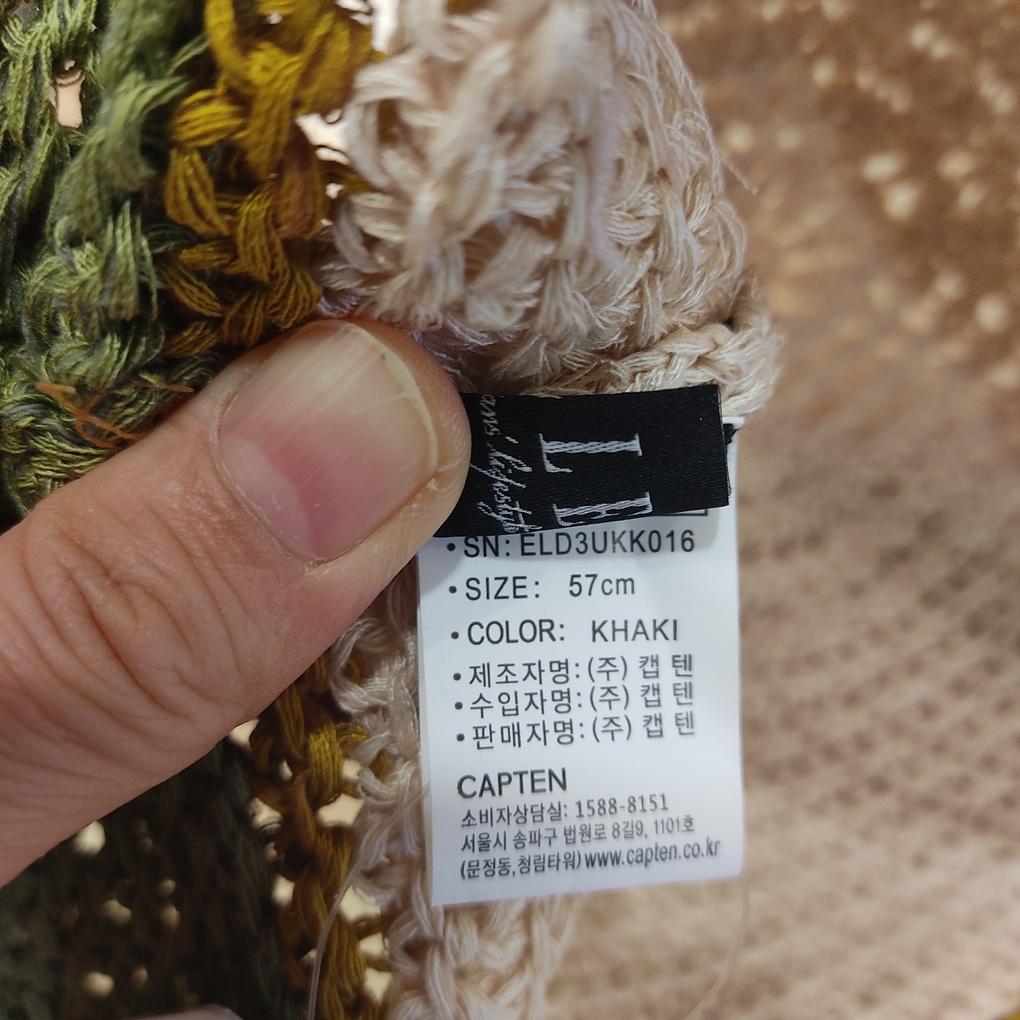 • SN: ELD3UKK016
• SIZE: 57cm
• COLOR: KHAKI
• 제조자명: (주) 캡 텐
• 수입자명: (주) 캡 텐
• 판매자명: (주) 캡 텐
CAPTEN
소비자상담실: 1588-8151
서울시 송파구 법원로 8길9, 1101호
(문정동,청림타워) www.capten.co.kr